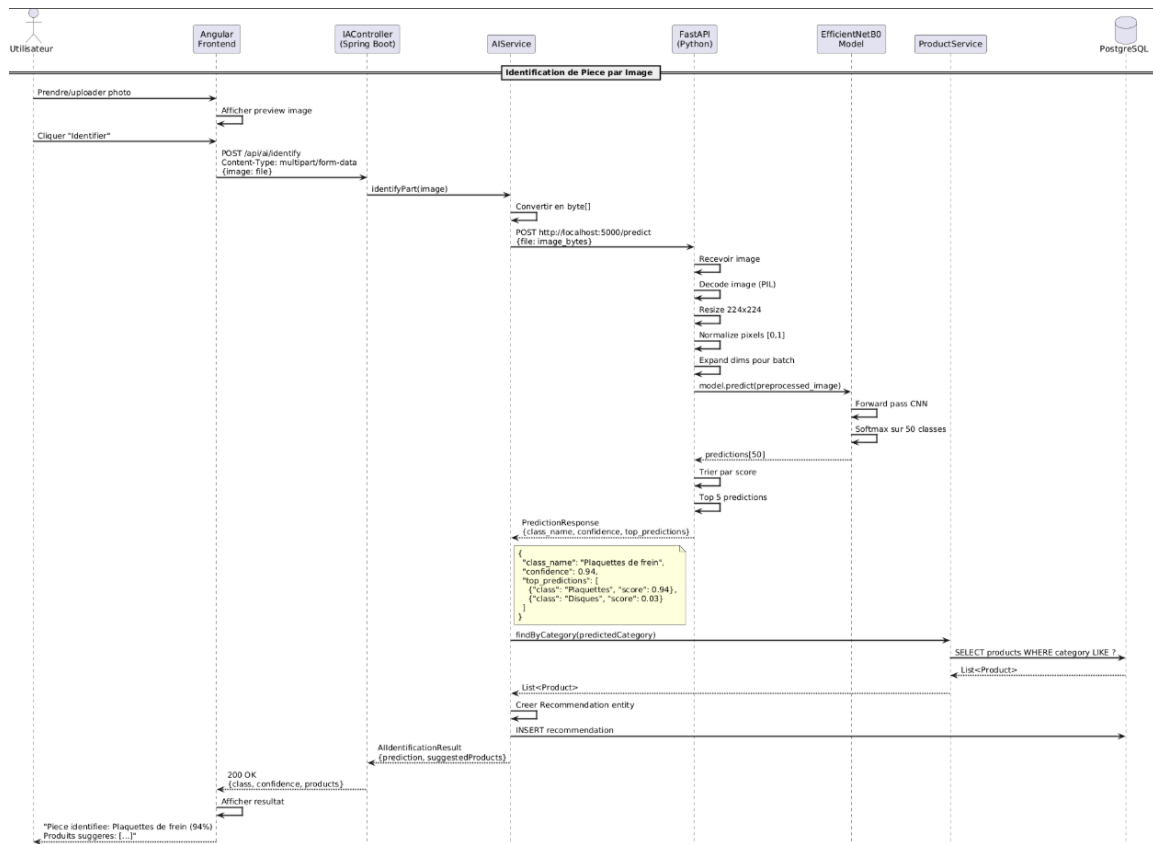 Utilisateur
Angular
Frontend
IAController
(Spring Boot)
AIService
FastAPI
(Python)
EfficientNetB0
Model
ProductService
PostgreSQL
Identification de Piece par Image
Prendre/uploader photo
Afficher preview image
Cliquer "Identifier"
POST /api/ai/identify
Content-Type: multipart/form-data
{image: file}
identifyPart(image)
Convertir en byte[]
POST http://localhost:5000/predict
{file: image_bytes}
Recevoir image
Decode image (PIL)
Resize 224x224
Normalize pixels [0,1]
Expand dims pour batch
model.predict(preprocessed_image)
Forward pass CNN
Softmax sur 50 classes
predictions[50]
Trier par score
Top 5 predictions
PredictionResponse
{class_name, confidence, top_predictions}
{
"class_name": "Plaquettes de frein",
"confidence": 0.94,
"top_predictions": [
{"class": "Plaquettes", "score": 0.94},
{"class": "Disques", "score": 0.03}
]
}
findByCategory(predictedCategory)
SELECT products WHERE category LIKE ?
List<Product>
List<Product>
Creer Recommendation entity
INSERT recommendation
AIIdentificationResult
{prediction, suggestedProducts}
200 OK
{class, confidence, products}
Afficher resultat
"Piece identifiee: Plaquettes de frein (94%)
Produits suggeres: [...]"